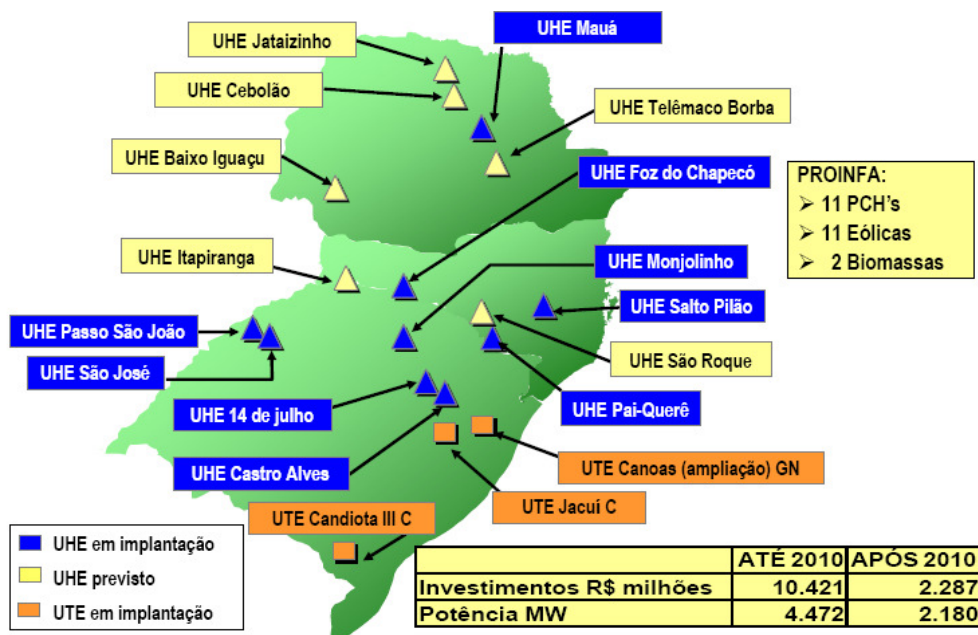 UHE Mauá
UHE Jataizinho
UHE Cebolão
UHE Telêmaco Borba
UHE Baixo Iguaçu
UHE Foz do Chapecó
PROINFA:
➢ 11 PCH's
➢ 11 Eólicas
➢ 2 Biomassas
UHE Itapiranga
UHE Monjolinho
UHE Salto Pilão
UHE Passo São João
UHE São José
UHE São Roque
UHE 14 de julho
UHE Pai-Querê
UHE Castro Alves
UTE Canoas (ampliação) GN
UTE Jacuí C
UTE Candiota III C
UHE em implantação
UHE previsto
UTE em implantação
ATÉ 2010 APÓS 2010
Investimentos R$ milhões 10.421 2.287
Potência MW 4.472 2.180